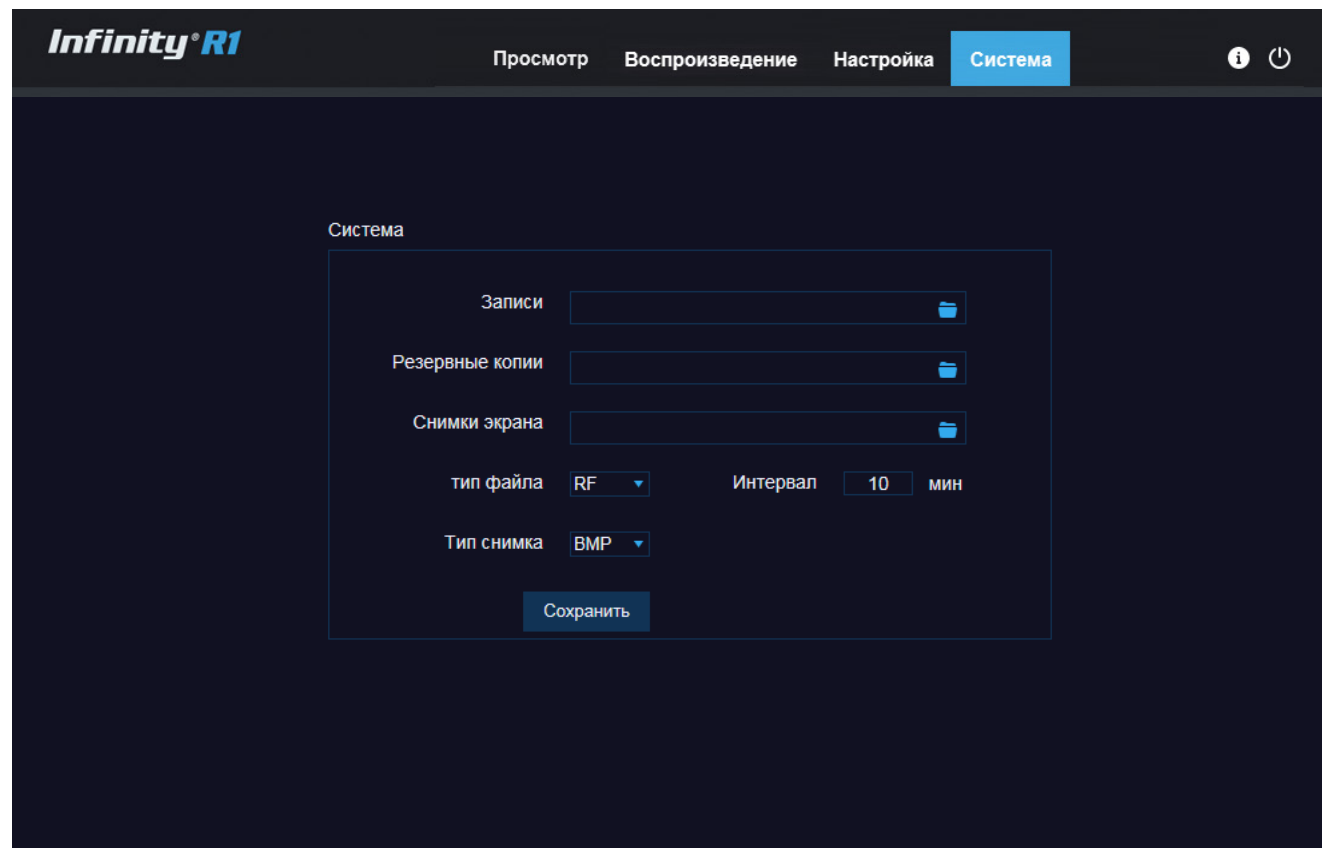 Infinity® R1
Просмотр Воспроизведение Настройка Система
Система
Записи
Резервные копии
Снимки экрана
тип файла RF Интервал 10 мин
Тип снимка BMP
Сохранить